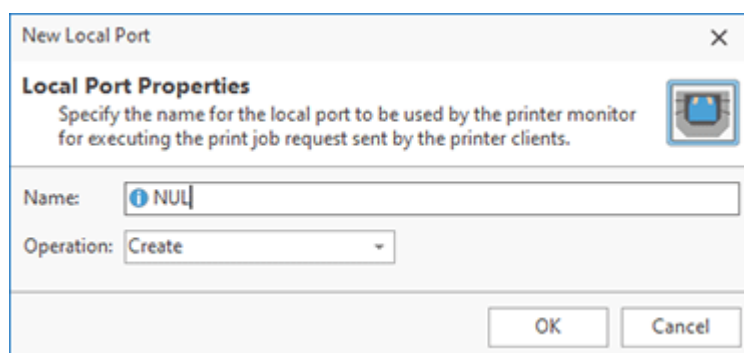 New Local Port
Local Port Properties
Specify the name for the local port to be used by the printer monitor
for executing the print job request sent by the printer clients.
Name: NUL
Operation: Create
OK Cancel